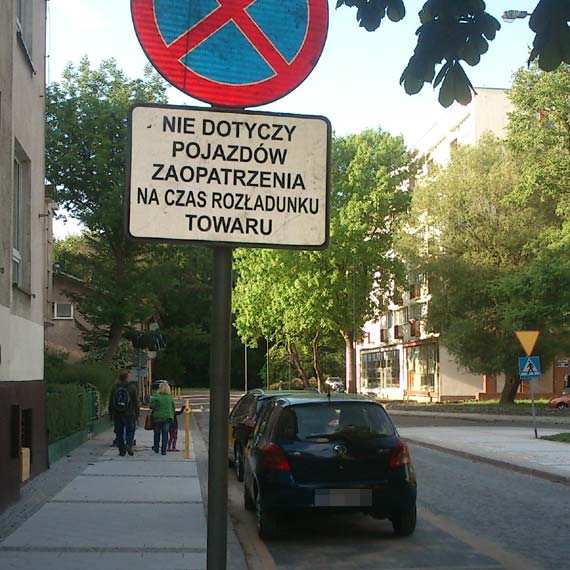 NIE DOTYCZY
POJAZDÓW
ZAOPATRZENIA
NA CZAS ROZŁADUNKU
TOWARU